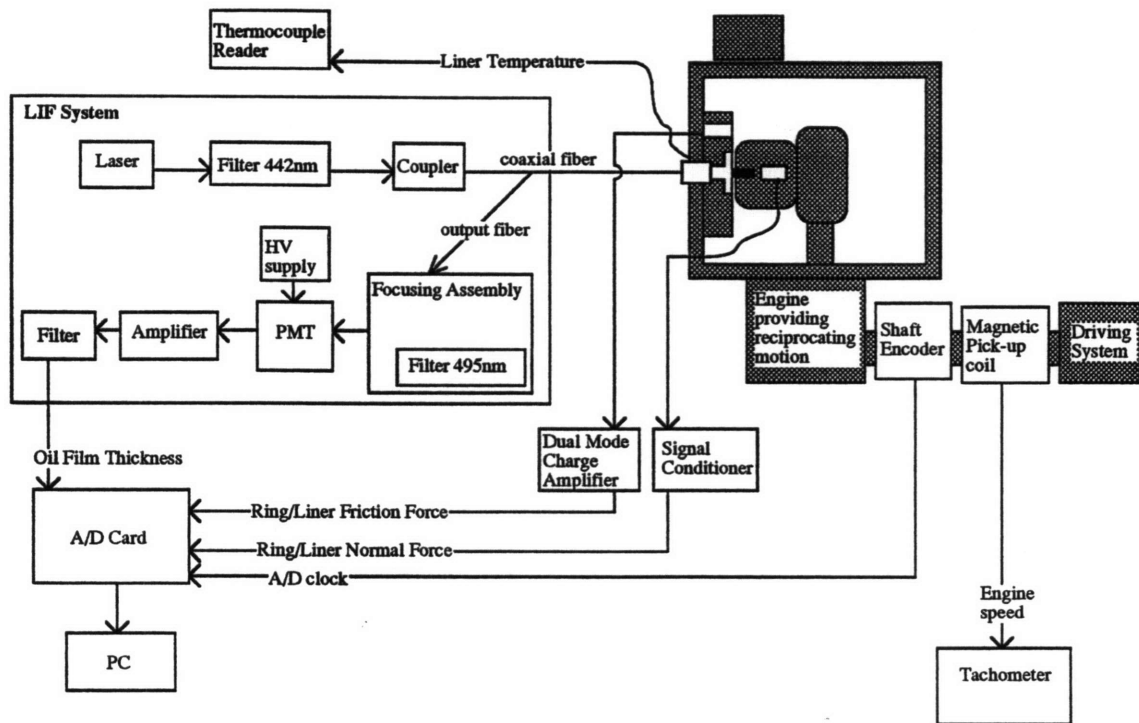 Thermocouple
Reader
Liner Temperature
LIF System
Laser
Filter 442nm
Coupler
coaxial fiber
output fiber
HV
supply
Focusing Assembly
Filter
Amplifier
PMT
Filter 495nm
Engine
providing
reciprocating
motion
Shaft
Encoder
Magnetic
Pick-up
coil
Driving
System
Oil Film Thickness
Dual Mode
Charge
Amplifier
Signal
Conditioner
A/D Card
Ring/Liner Friction Force
Ring/Liner Normal Force
A/D clock
Engine
speed
PC
Tachometer